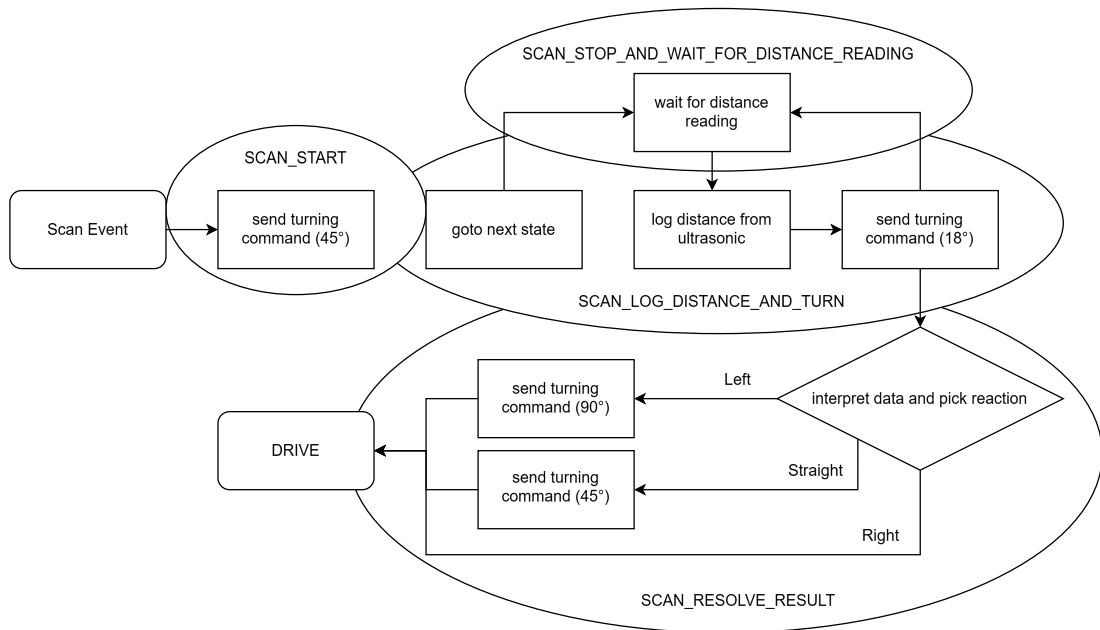 SCAN_STOP_AND_WAIT_FOR_DISTANCE_READING
wait for distance
reading
SCAN_START
Scan Event
send turning
command (45°)
goto next state
log distance from
ultrasonic
send turning
command (18°)
SCAN_LOG_DISTANCE_AND_TURN
send turning
command (90°)
Left
interpret data and pick reaction
DRIVE
send turning
command (45°)
Straight
Right
SCAN_RESOLVE_RESULT